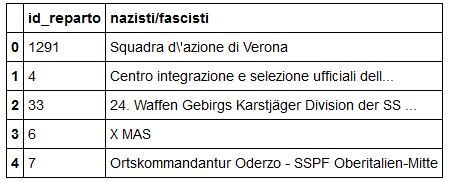 id_reparto nazisti/fascisti
0 1291 Squadra d\'azione di Verona
1 4 Centro integrazione e selezione ufficiali dell...
2 33 24. Waffen Gebirgs Karstjäger Division der SS ...
3 6 X MAS
4 7 Ortskommandantur Oderzo - SSPF Oberitalien-Mitte